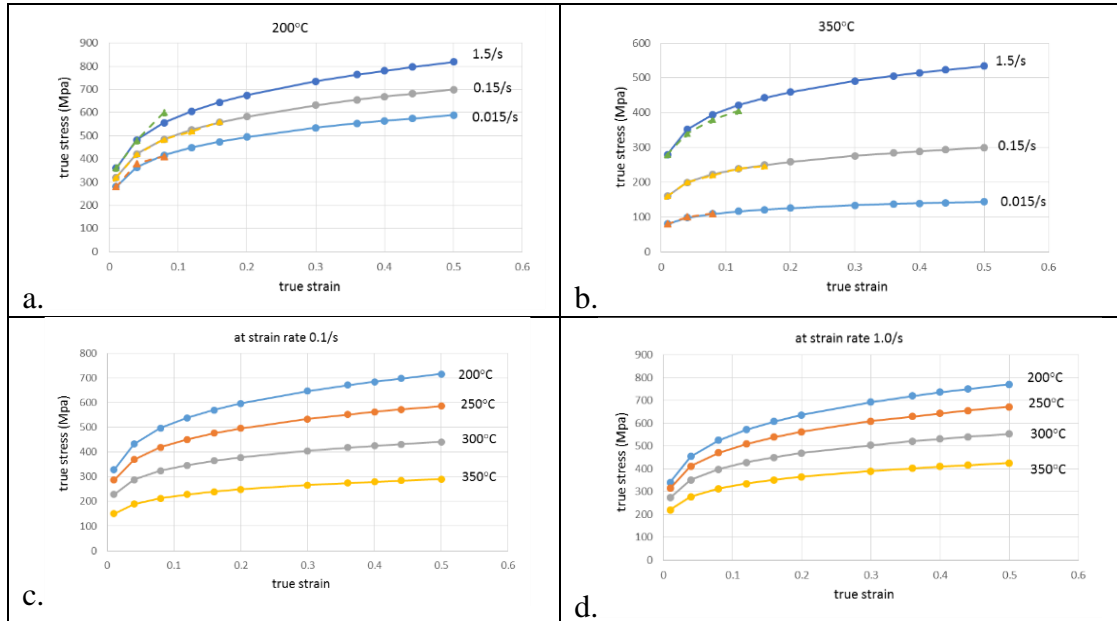 200°C
900
800
700
600
500
400
300
200
100
0
true stress (Mpa)
0 0.1 0.2 0.3 0.4 0.5 0.6
true strain
1.5/s
0.15/s
0.015/s
a.
350°C
600
500
400
300
200
100
0
true stress (Mpa)
0 0.1 0.2 0.3 0.4 0.5 0.6
true strain
1.5/s
0.15/s
0.015/s
b.
at strain rate 0.1/s
800
700
600
500
400
300
200
100
0
true stress (Mpa)
0 0.1 0.2 0.3 0.4 0.5 0.6
true strain
200°C
250°C
300°C
350°C
c.
at strain rate 1.0/s
900
800
700
600
500
400
300
200
100
0
true stress (Mpa)
0 0.1 0.2 0.3 0.4 0.5 0.6
true strain
200°C
250°C
300°C
350°C
d.